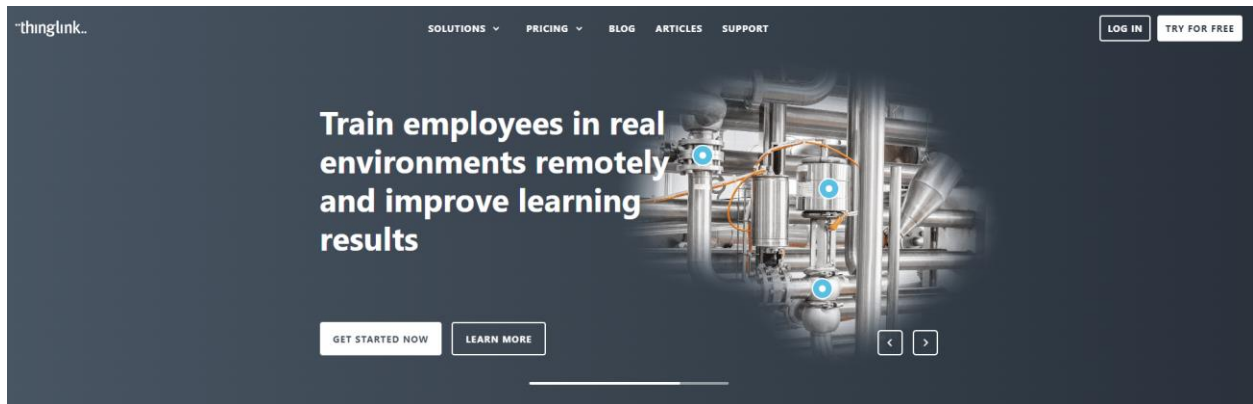 thinglink..
SOLUTIONS PRICING BLOG ARTICLES SUPPORT
LOG IN TRY FOR FREE
Train employees in real
environments remotely
and improve learning
results
GET STARTED NOW LEARN MORE